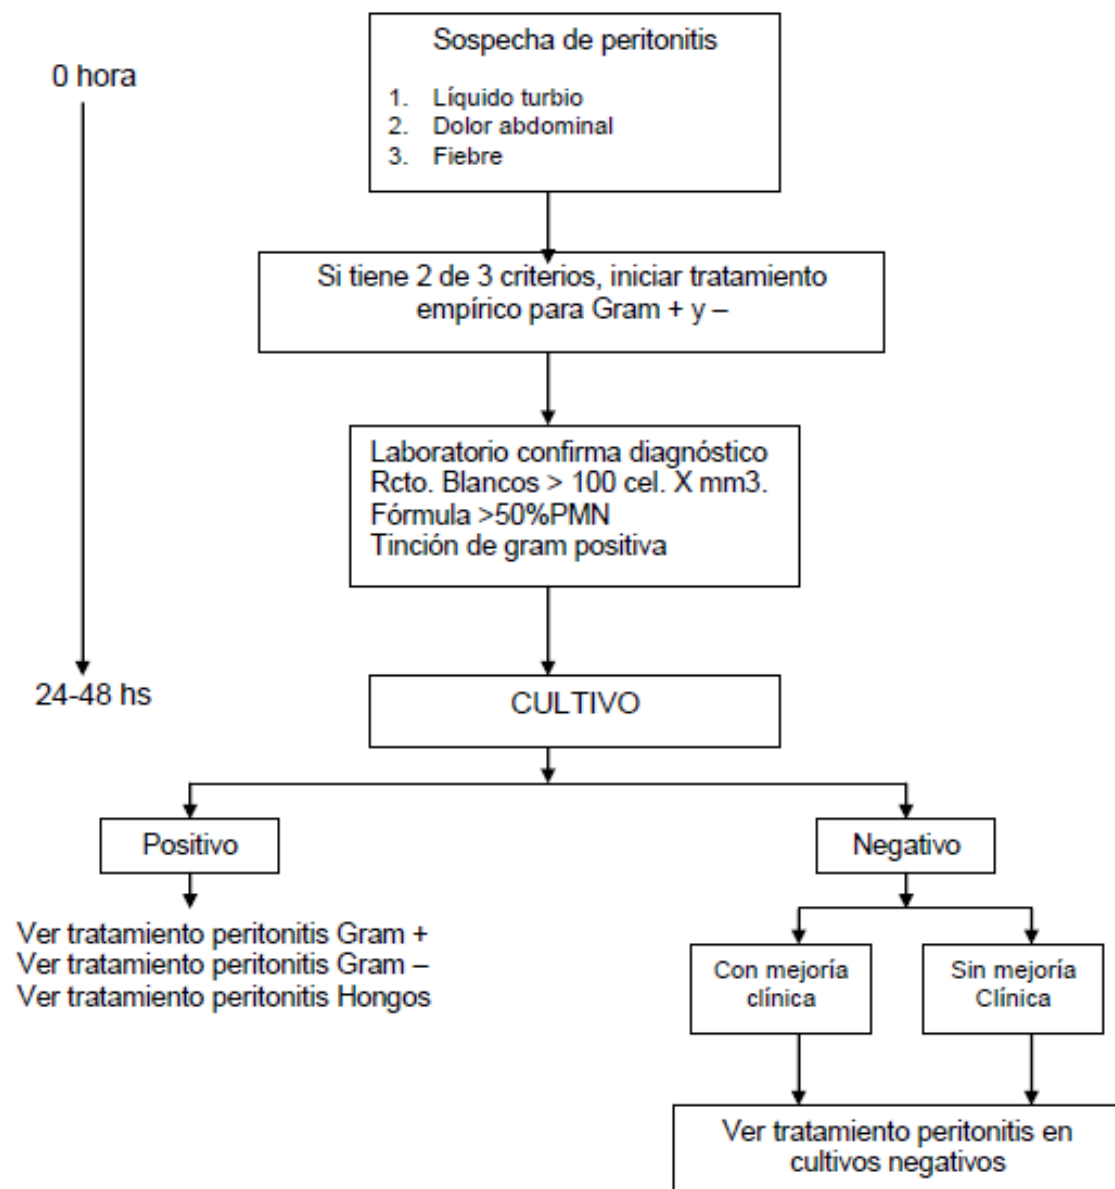 Sospecha de peritonitis
0 hora
1. Líquido turbio
2. Dolor abdominal
3. Fiebre
Si tiene 2 de 3 criterios, iniciar tratamiento
empírico para Gram + y –
Laboratorio confirma diagnóstico
Rcto. Blancos > 100 cel. X mm3.
Fórmula >50%PMN
Tinción de gram positiva
24-48 hs
CULTIVO
Positivo
Negativo
Ver tratamiento peritonitis Gram +
Ver tratamiento peritonitis Gram –
Ver tratamiento peritonitis Hongos
Con mejoría
clínica
Sin mejoría
Clínica
Ver tratamiento peritonitis en
cultivos negativos